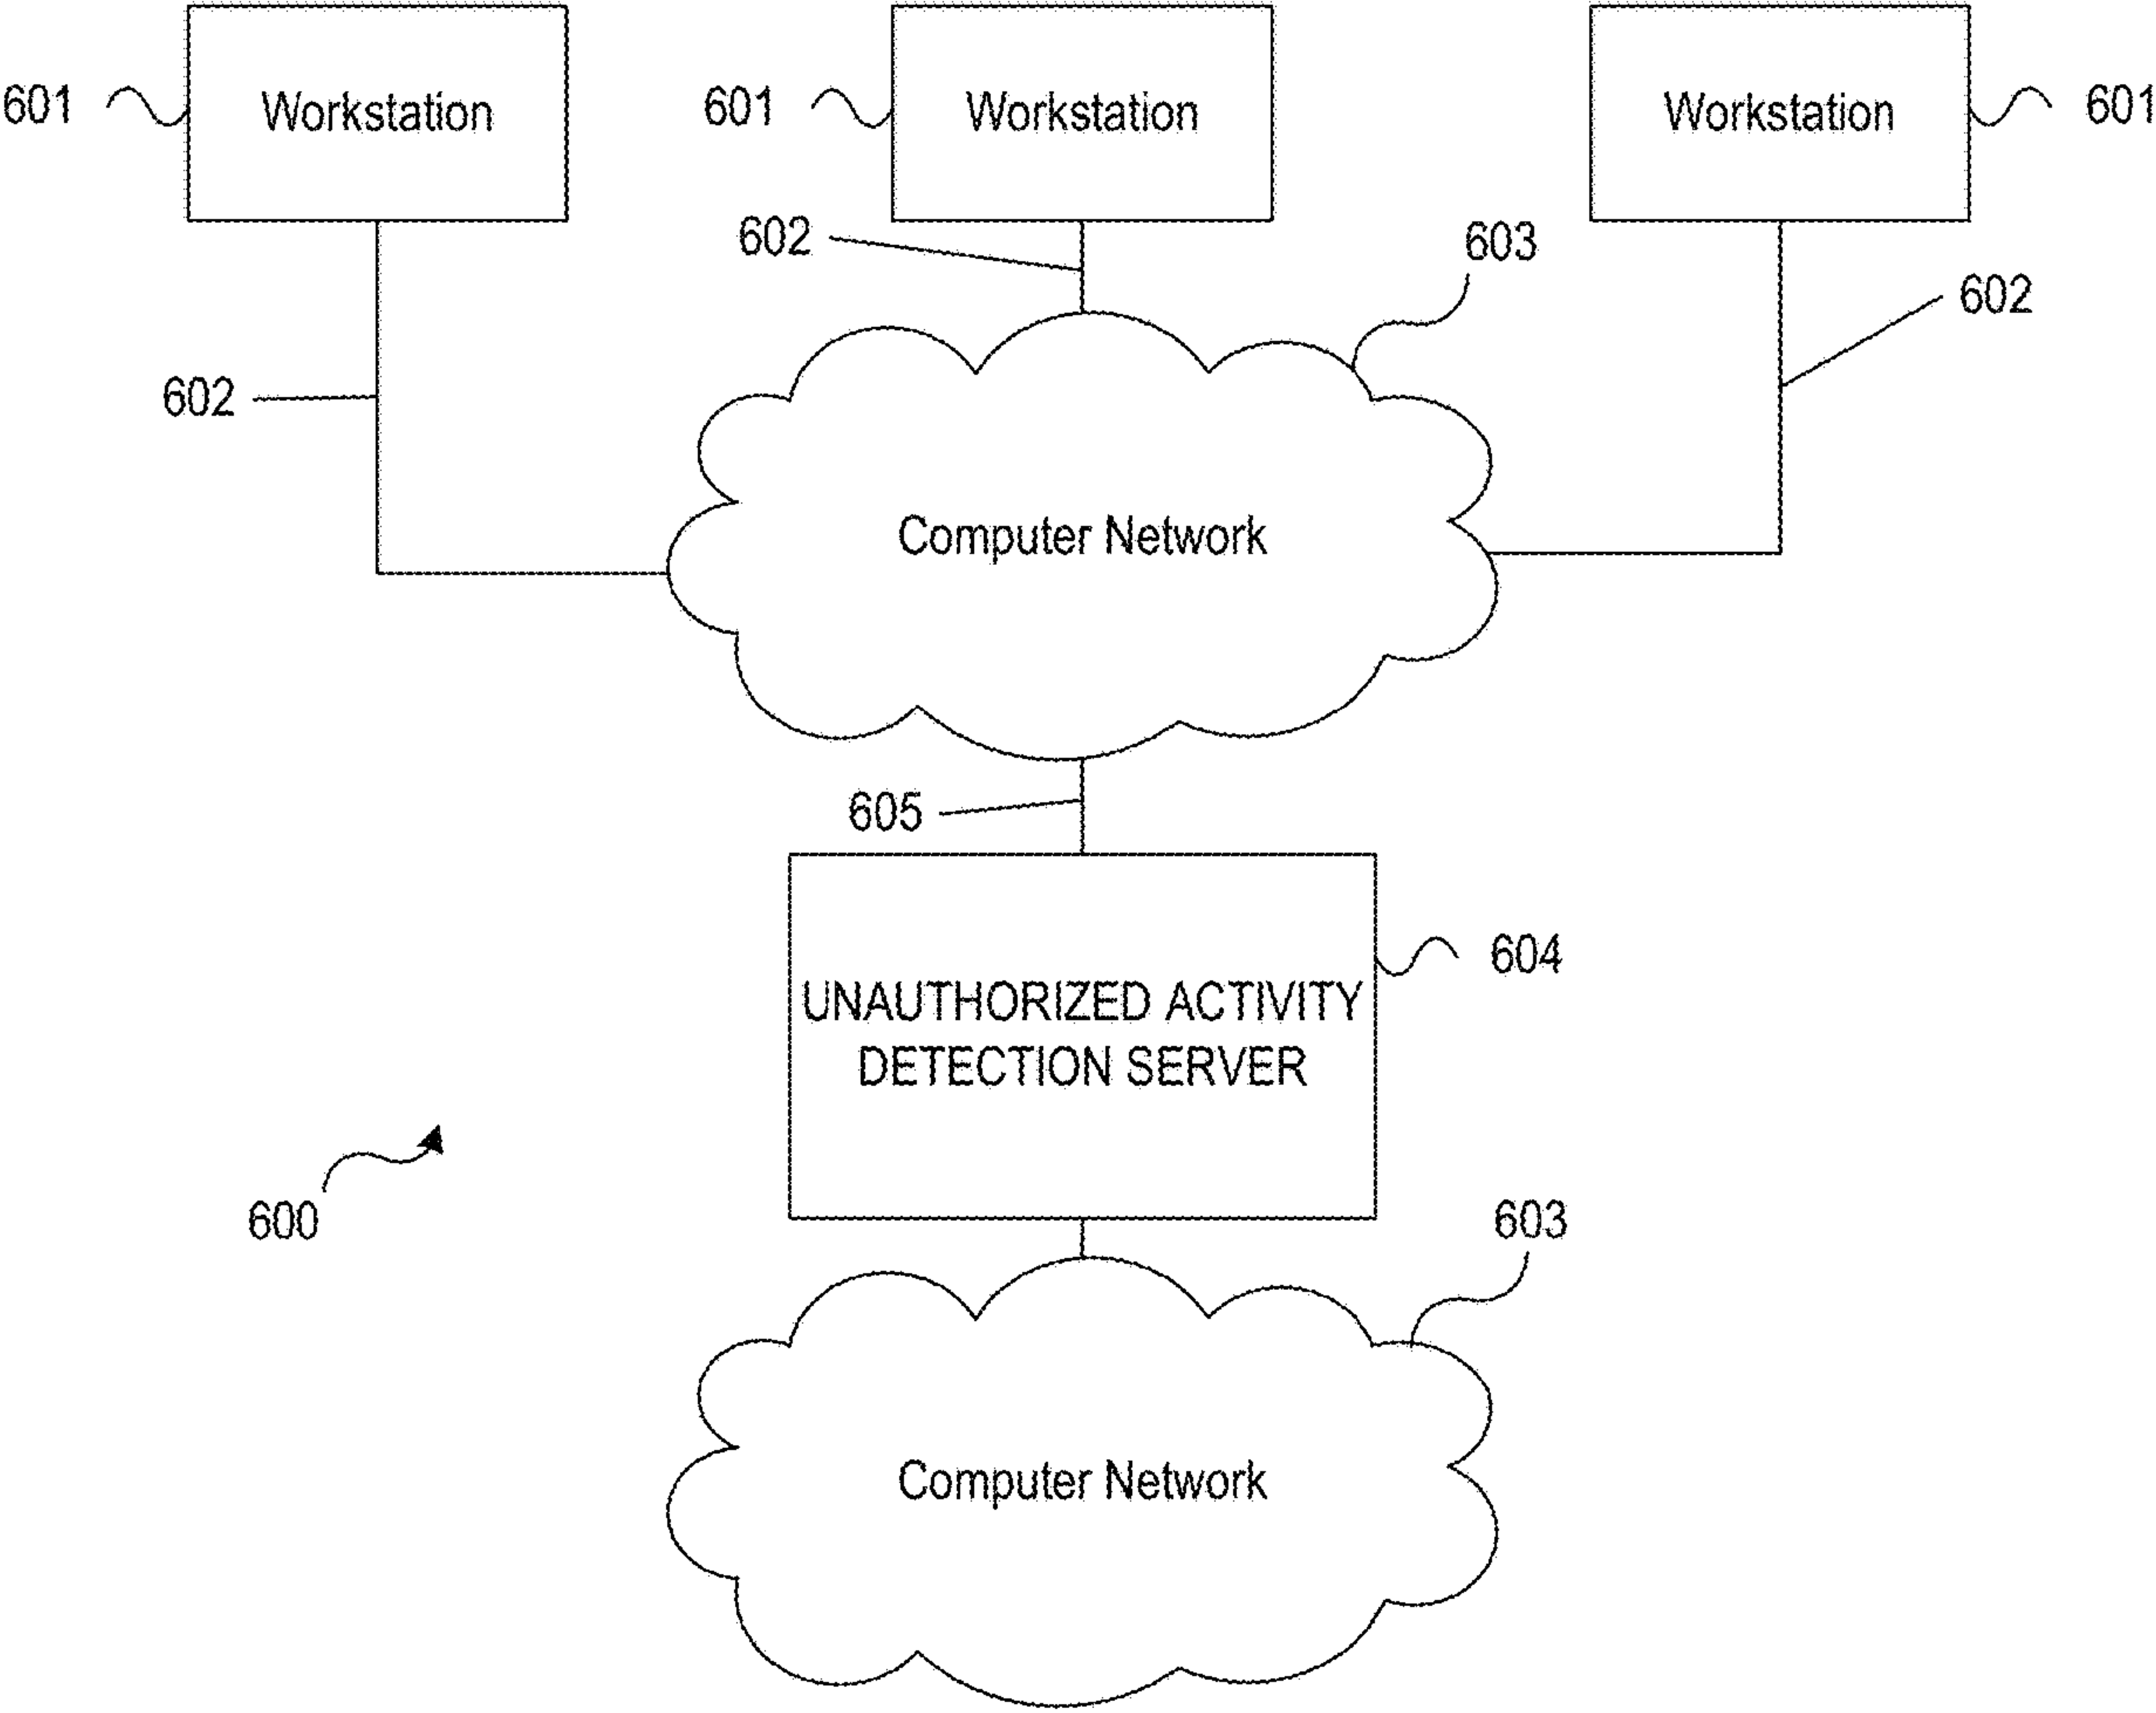 601
Workstation
601
Workstation
Workstation
601
602
603
602
602
Computer Network
605
604
UNAUTHORIZED ACTIVITY
DETECTION SERVER
600
603
Computer Network